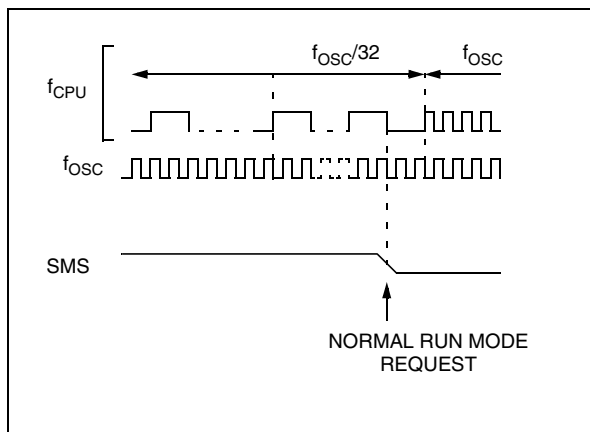 fOSC/32
fOSC
fCPU
fOSC
SMS
NORMAL RUN MODE
REQUEST